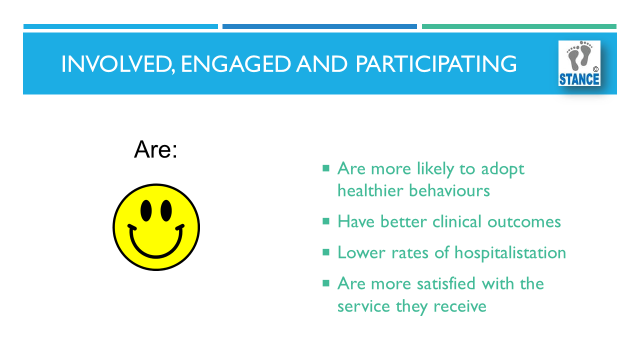 INVOLVED, ENGAGED AND PARTICIPATING
STANCE
Are:
Are more likely to adopt
healthier behaviours
Have better clinical outcomes
Lower rates of hospitalistation
Are more satisfied with the
service they receive